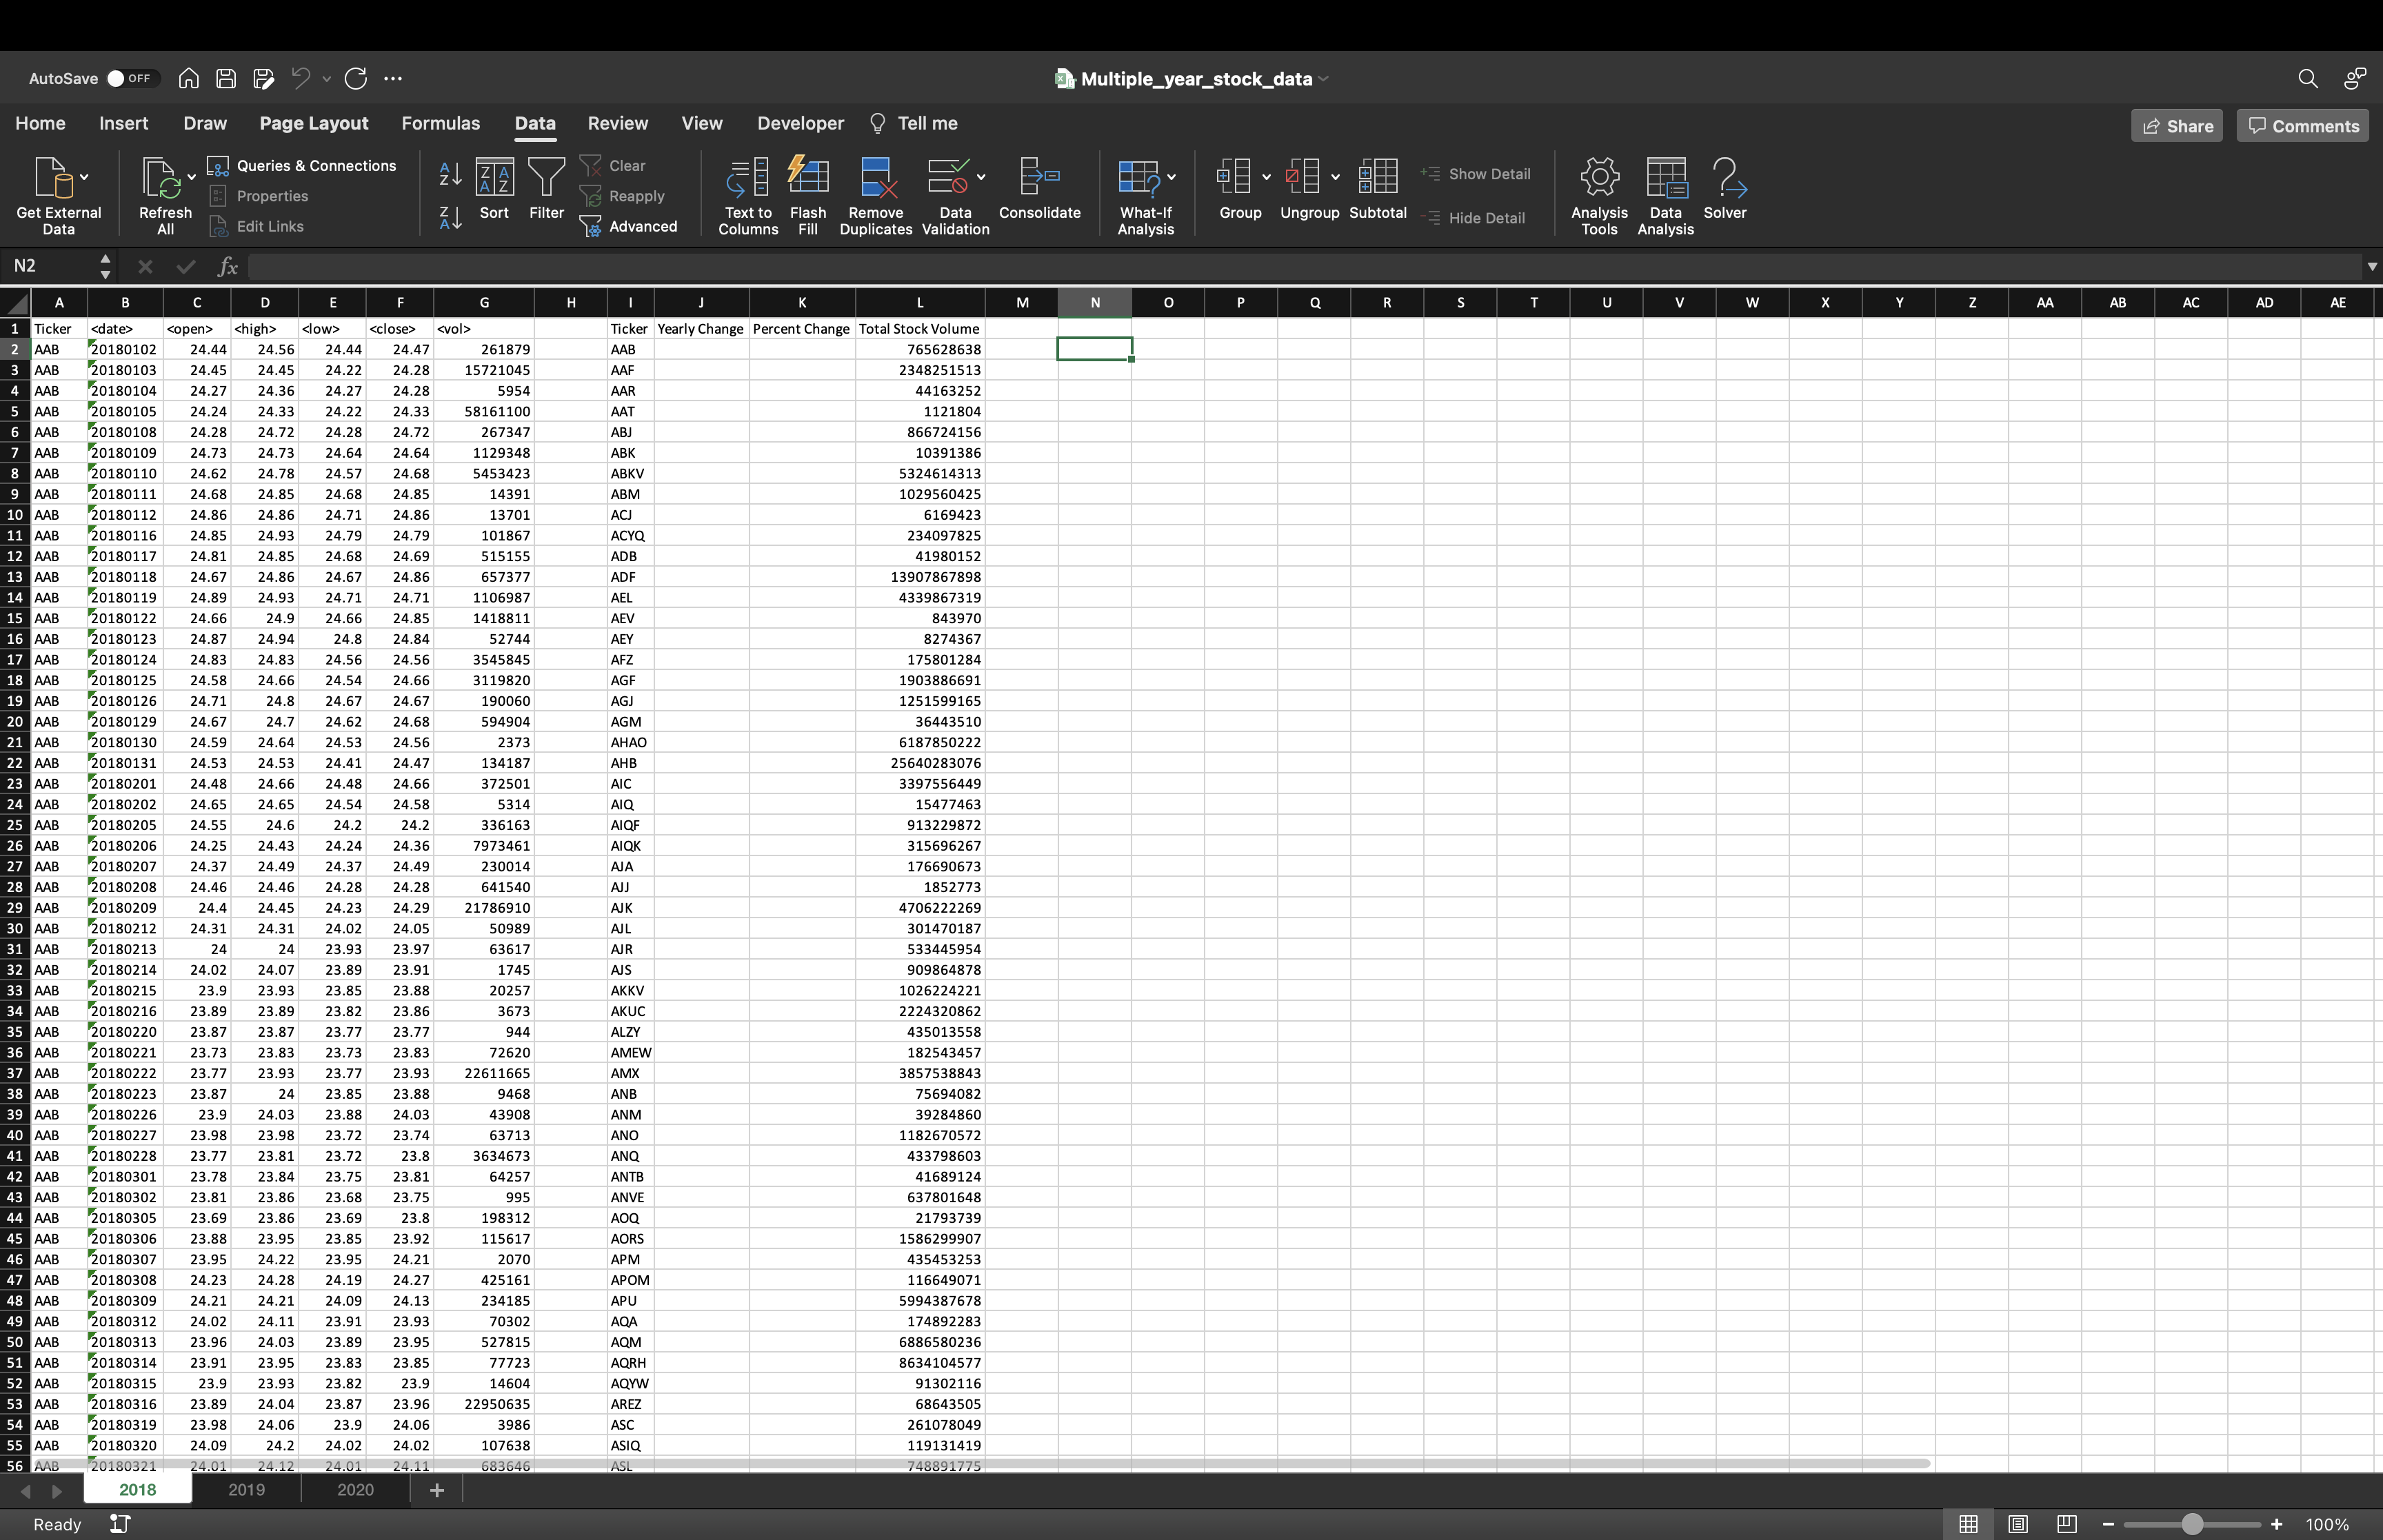 AutoSave OFF Multiple_year_stock_data
Home Insert Draw Page Layout Formulas Data Review View Developer Tell me Share Comments
Get External Data Refresh All Queries & Connections Properties Edit Links Sort Filter Clear Reapply Advanced Text to Columns Flash Fill Remove Duplicates Data Validation Consolidate What-If Analysis Group Ungroup Subtotal Show Detail Hide Detail Analysis Tools Data Analysis Solver
N2 fx
A B C D E F G H I J K L M N O P Q R S T U V W X Y Z AA AB AC AD AE
1 Ticker <date> <open> <high> <low> <close> <vol> Ticker Yearly Change Percent Change Total Stock Volume
2 AAB 20180102 24.44 24.56 24.44 24.47 261879 AAB 765628638
3 AAB 20180103 24.45 24.45 24.22 24.28 15721045 AAF 2348251513
4 AAB 20180104 24.27 24.36 24.27 24.28 5954 AAR 44163252
5 AAB 20180105 24.24 24.33 24.22 24.33 58161100 AAT 1121804
6 AAB 20180108 24.28 24.72 24.28 24.72 267347 ABJ 866724156
7 AAB 20180109 24.73 24.73 24.64 24.64 1129348 ABK 10391386
8 AAB 20180110 24.62 24.78 24.57 24.68 5453423 ABKV 5324614313
9 AAB 20180111 24.68 24.85 24.68 24.85 14391 ABM 1029560425
10 AAB 20180112 24.86 24.86 24.71 24.86 13701 ACJ 6169423
11 AAB 20180116 24.85 24.93 24.79 24.79 101867 ACYQ 234097825
12 AAB 20180117 24.81 24.85 24.68 24.69 515155 ADB 41980152
13 AAB 20180118 24.67 24.86 24.67 24.86 657377 ADF 13907867898
14 AAB 20180119 24.89 24.93 24.71 24.71 1106987 AEL 4339867319
15 AAB 20180122 24.66 24.9 24.66 24.85 1418811 AEV 843970
16 AAB 20180123 24.87 24.94 24.8 24.84 52744 AEY 8274367
17 AAB 20180124 24.83 24.83 24.56 24.56 3545845 AFZ 175801284
18 AAB 20180125 24.58 24.66 24.54 24.66 3119820 AGF 1903886691
19 AAB 20180126 24.71 24.8 24.67 24.67 190060 AGJ 1251599165
20 AAB 20180129 24.67 24.7 24.62 24.68 594904 AGM 36443510
21 AAB 20180130 24.59 24.64 24.53 24.56 2373 AHAO 6187850222
22 AAB 20180131 24.53 24.53 24.41 24.47 134187 AHB 25640283076
23 AAB 20180201 24.48 24.66 24.48 24.66 372501 AIC 3397556449
24 AAB 20180202 24.65 24.65 24.54 24.58 5314 AIQ 15477463
25 AAB 20180205 24.55 24.6 24.2 24.2 336163 AIQF 913229872
26 AAB 20180206 24.25 24.43 24.24 24.36 7973461 AIQK 315696267
27 AAB 20180207 24.37 24.49 24.37 24.49 230014 AJA 176690673
28 AAB 20180208 24.46 24.46 24.28 24.28 641540 AJJ 1852773
29 AAB 20180209 24.4 24.45 24.23 24.29 21786910 AJK 4706222269
30 AAB 20180212 24.31 24.31 24.02 24.05 50989 AJL 301470187
31 AAB 20180213 24 24 23.93 23.97 63617 AJR 533445954
32 AAB 20180214 24.02 24.07 23.89 23.91 1745 AJS 909864878
33 AAB 20180215 23.9 23.93 23.85 23.88 20257 AKKV 1026224221
34 AAB 20180216 23.89 23.89 23.82 23.86 3673 AKUC 2224320862
35 AAB 20180220 23.87 23.87 23.77 23.77 944 ALZY 435013558
36 AAB 20180221 23.73 23.83 23.73 23.83 72620 AMEW 182543457
37 AAB 20180222 23.77 23.93 23.77 23.93 22611665 AMX 3857538843
38 AAB 20180223 23.87 24 23.85 23.88 9468 ANB 75694082
39 AAB 20180226 23.9 24.03 23.88 24.03 43908 ANM 39284860
40 AAB 20180227 23.98 23.98 23.72 23.74 63713 ANO 1182670572
41 AAB 20180228 23.77 23.81 23.72 23.8 3634673 ANQ 433798603
42 AAB 20180301 23.78 23.84 23.75 23.81 64257 ANTB 41689124
43 AAB 20180302 23.81 23.86 23.68 23.75 995 ANVE 637801648
44 AAB 20180305 23.69 23.86 23.69 23.8 198312 AOQ 21793739
45 AAB 20180306 23.88 23.95 23.85 23.92 115617 AORS 1586299907
46 AAB 20180307 23.95 24.22 23.95 24.21 2070 APM 435453253
47 AAB 20180308 24.23 24.28 24.19 24.27 425161 APOM 116649071
48 AAB 20180309 24.21 24.21 24.09 24.13 234185 APU 5994387678
49 AAB 20180312 24.02 24.11 23.91 23.93 70302 AQA 174892283
50 AAB 20180313 23.96 24.03 23.89 23.95 527815 AQM 6886580236
51 AAB 20180314 23.91 23.95 23.83 23.85 77723 AQRH 8634104577
52 AAB 20180315 23.9 23.93 23.82 23.9 14604 AQYW 91302116
53 AAB 20180316 23.89 24.04 23.87 23.96 22950635 AREZ 68643505
54 AAB 20180319 23.98 24.06 23.9 24.06 3986 ASC 261078049
55 AAB 20180320 24.09 24.2 24.02 24.02 107638 ASIQ 119131419
56 AAB 20180321 24.01 24.12 24.01 24.11 683646 ASL 748891775
2018 2019 2020
Ready 100%